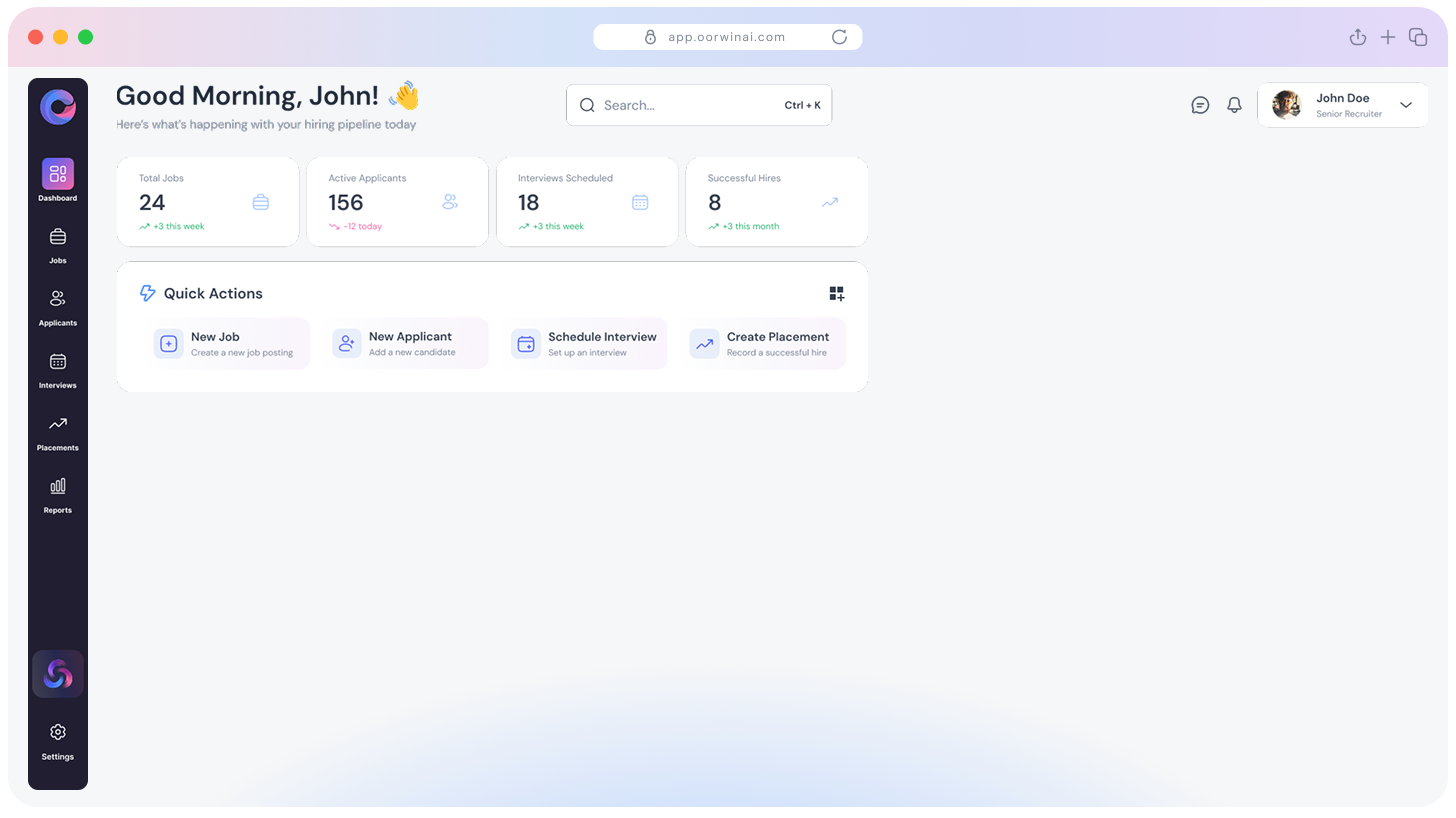 app.oorwinai.com
Good Morning, John! 👋
Here's what's happening with your hiring pipeline today
Search...
Ctrl + K
John Doe
Senior Recruiter
Dashboard
Jobs
Applicants
Interviews
Placements
Reports
Settings
Total Jobs
24
+3 this week
Active Applicants
156
-12 today
Interviews Scheduled
18
+3 this week
Successful Hires
8
+3 this month
Quick Actions
New Job
Create a new job posting
New Applicant
Add a new candidate
Schedule Interview
Set up an interview
Create Placement
Record a successful hire